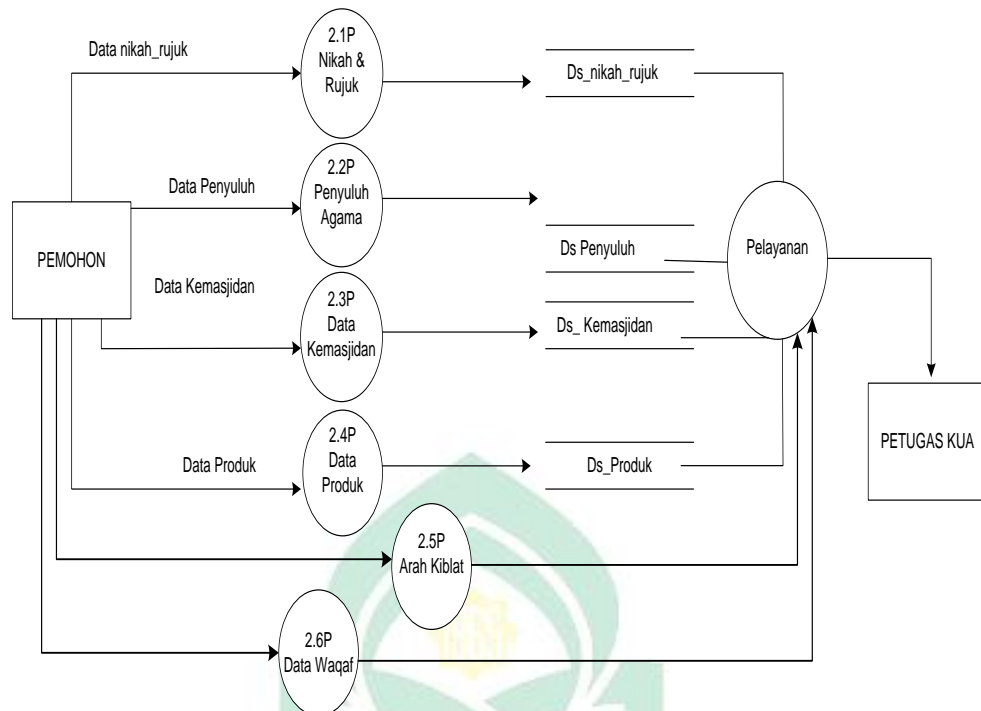 Data nikah_rujuk
2.1P
Nikah &
Rujuk
Ds_nikah_rujuk
Data Penyuluh
2.2P
Penyuluh
Agama
PEMOHON
Ds Penyuluh
Pelayanan
Data Kemasjidan
2.3P
Data
Kemasjidan
Ds_ Kemasjidan
PETUGAS KUA
Data Produk
2.4P
Data
Produk
Ds_Produk
2.5P
Arah Kiblat
2.6P
Data Waqaf